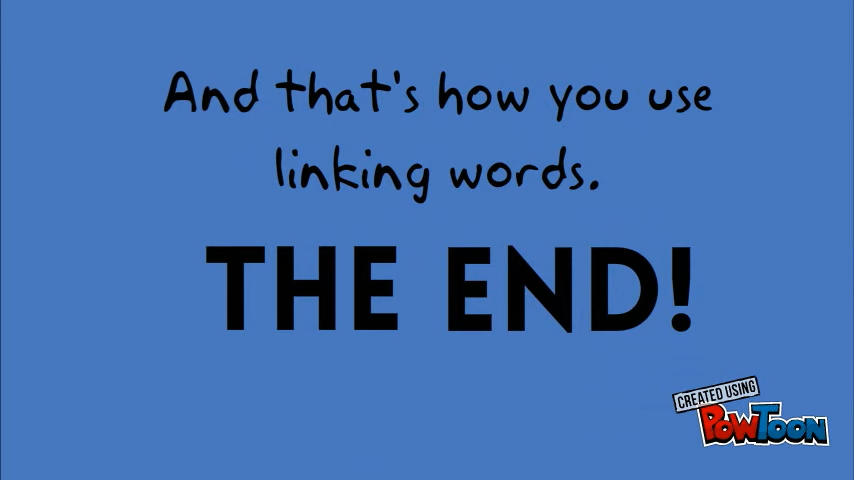 And that's how you use
linking words.
THE END!
CREATED USING
POWTOON